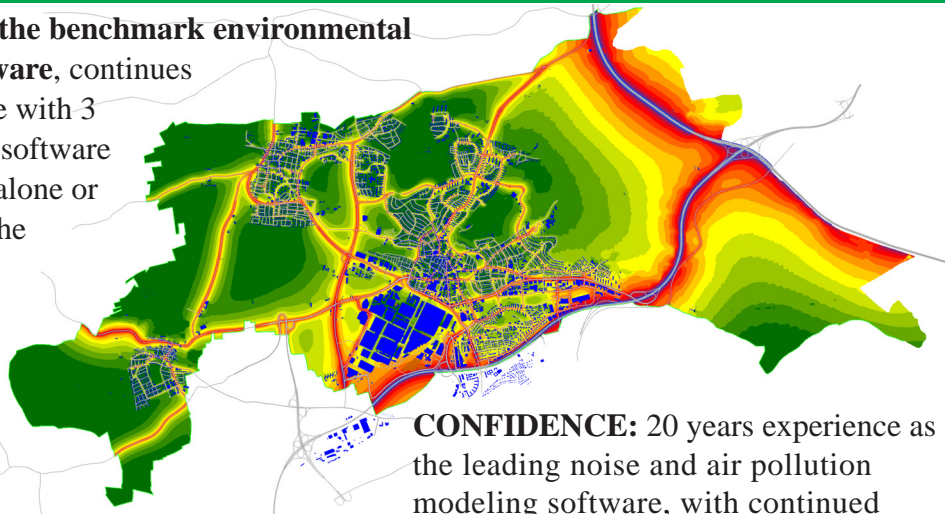 the benchmark environmental
ware, continues
e with 3
software
alone or
he
CONFIDENCE: 20 years experience as
the leading noise and air pollution
modeling software, with continued